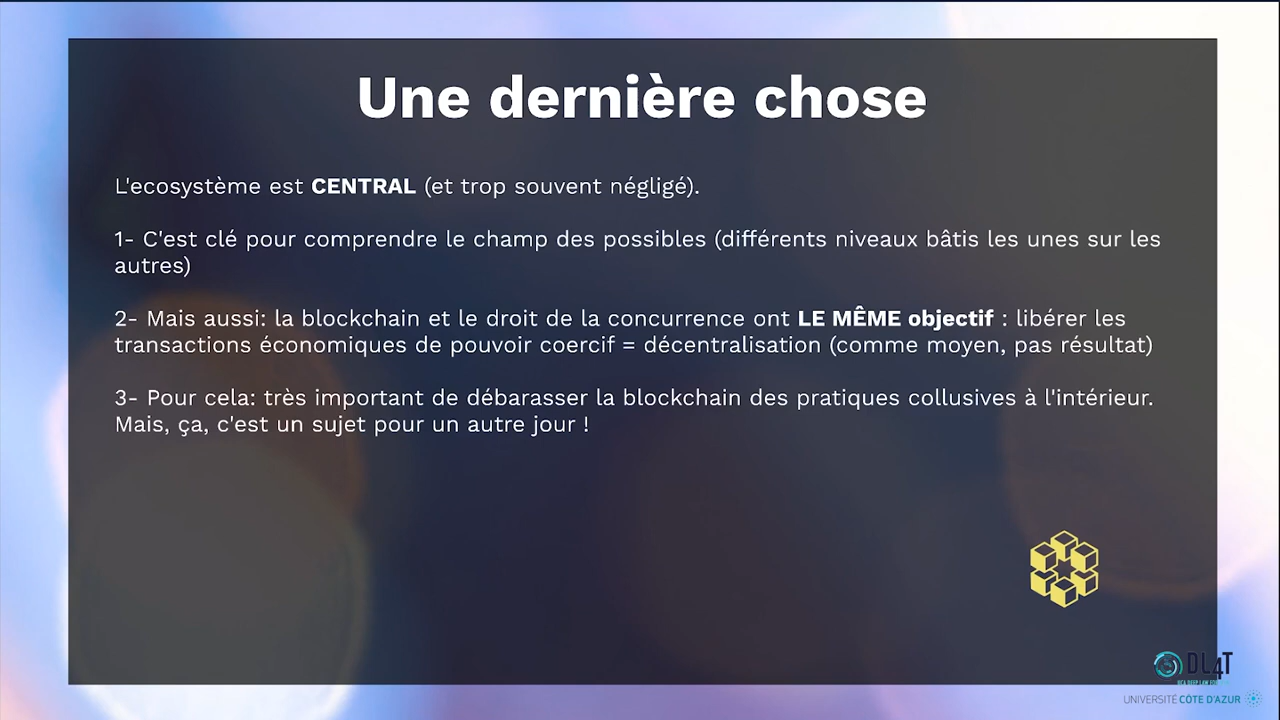 Une dernière chose
L'ecosystème est CENTRAL (et trop souvent négligé).
1- C'est clé pour comprendre le champ des possibles (différents niveaux bâtis les unes sur les
autres)
2- Mais aussi: la blockchain et le droit de la concurrence ont LE MÊME objectif : libérer les
transactions économiques de pouvoir coercif = décentralisation (comme moyen, pas résultat)
3- Pour cela: très important de débarasser la blockchain des pratiques collusives à l'intérieur.
Mais, ça, c'est un sujet pour un autre jour !
DL4T
UNIVERSITÉ CÔTE D'AZUR